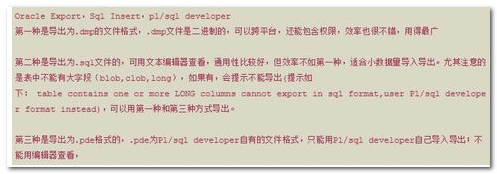 Oracle Export, Sql Insert, pl/sql developer
第一种是导出为.dmp的文件格式, .dmp文件是二进制的, 可以跨平台, 还能包含权限, 效率也很不错, 用得最广
第二种是导出为.sql文件的, 可用文本编辑器查看, 通用性比较好, 但效率不如第一种, 适合小数据量导入导出。尤其注意的
是表中不能有大字段（blob,clob,long）, 如果有, 会提示不能导出(提示如
下: table contains one or more LONG columns cannot export in sql format,user Pl/sql develope
r format instead), 可以用第一种和第三种方式导出。
第三种是导出为.pde格式的, .pde为Pl/sql developer自有的文件格式, 只能用Pl/sql developer自己导入导出; 不
能用编辑器查看,